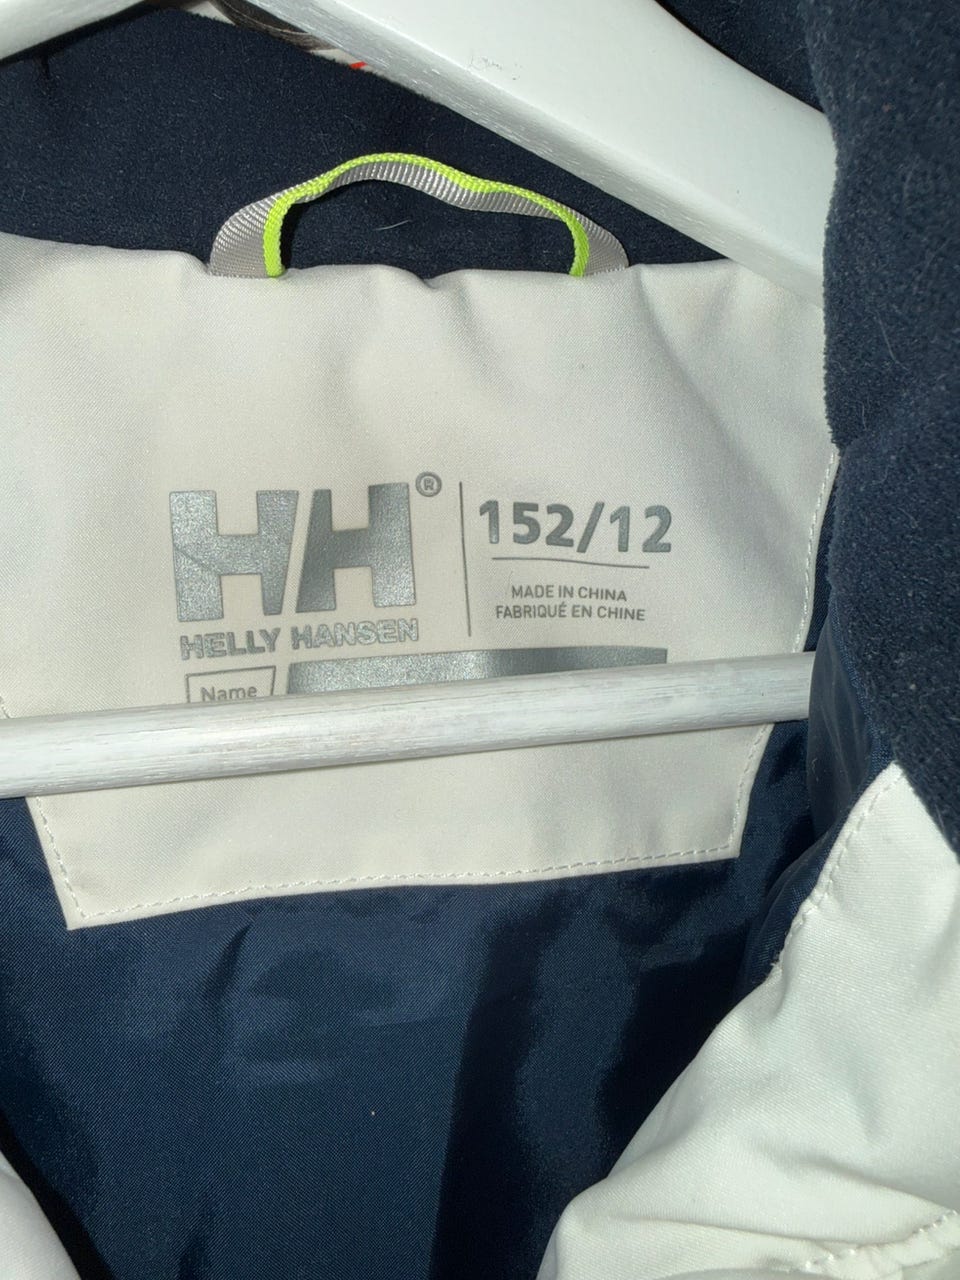 HH®
HELLY HANSEN
152/12
MADE IN CHINA
FABRIQUÉ EN CHINE
Name